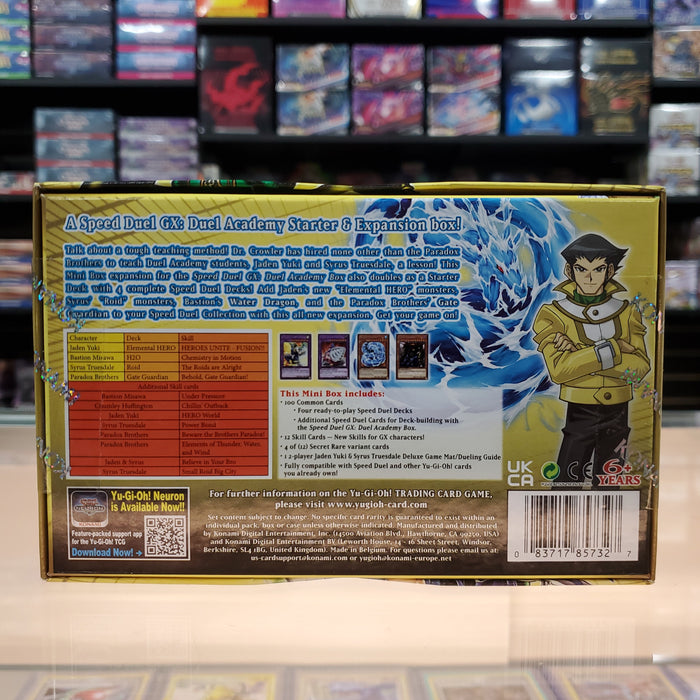 A Speed Duel GX: Duel Academy Starter & Expansion box!
Talk about a tough teaching method! Dr. Crowler has hired none other than the Paradox
Brothers to teach Duel Academy students, Jaden Yuki and Syrus Truesdale, a lesson! This
Mini Box expansion for the Speed Duel GX: Duel Academy Box also doubles as a Starter
Deck with 4 complete Speed Duel Decks! Add Jaden's new "Elemental HERO" monsters,
Syrus' "Roid" monsters, Bastion's Water Dragon, and the Paradox Brothers' Gate
Guardian to your Speed Duel Collection with this all-new expansion. Get your game on!
Character Deck Skill
Jaden Yuki Elemental HERO HEROES UNITE - FUSION!!
Bastion Misawa H2O Chemistry in Motion
Syrus Truesdale Roid The Roids are Alright
Paradox Brothers Gate Guardian Behold, Gate Guardian!
Additional Skill cards
Bastion Misawa Under Pressure
Chumley Huffington Chillin' Outback
Jaden Yuki HERO World
Syrus Truesdale Power Bond
Paradox Brothers Beware the Brothers Paradox!
Paradox Brothers Elements of Thunder, Water,
and Wind
Jaden & Syrus Believe in Your Bro
Syrus Truesdale Small Roid Big City
This Mini Box includes:
• 100 Common Cards
• Four ready-to-play Speed Duel Decks
• Additional Speed Duel Cards for Deck-building with
the Speed Duel GX: Duel Academy Box.
• 12 Skill Cards — New Skills for GX characters!
• 4 of (12) Secret Rare variant cards
• 1 2-player Jaden Yuki & Syrus Truesdale Deluxe Game Mat/Dueling Guide
• Fully compatible with Speed Duel and other Yu-Gi-Oh! cards
you already own!
UK
CA
CE
6+
YEARS
NEURON
KONAMI
Yu-Gi-Oh! Neuron
is Available Now!!
Feature-packed support app
for the Yu-Gi-Oh! TCG
Download Now!
For further information on the Yu-Gi-Oh! TRADING CARD GAME,
please visit www.yugioh-card.com
Set content subject to change. No specific card rarity is guaranteed to exist within an
individual pack, box or case unless otherwise indicated. Manufactured and distributed
by Konami Digital Entertainment, Inc. (14500 Aviation Blvd., Hawthorne, CA 90250, USA)
and Konami Digital Entertainment BV (Leworth House, 14 - 16 Sheet Street, Windsor,
Berkshire, SL4 1BG, United Kingdom). Made in Belgium. For questions please email us at:
us-cardsupport@konami.com or yugioh@konami-europe.net
0 83717 85732 7